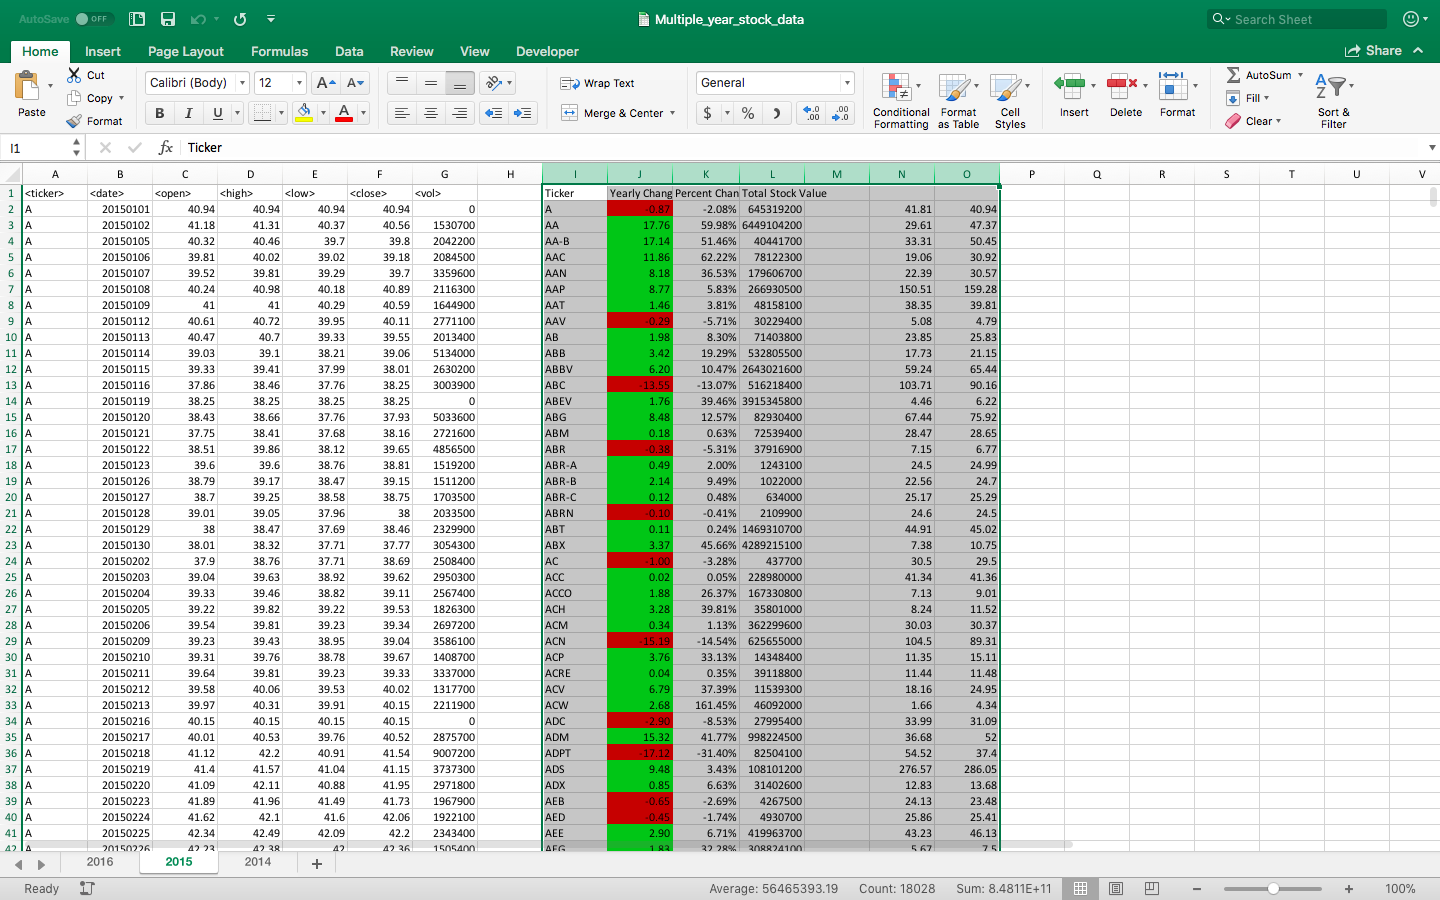 AutoSave OFF Multiple_year_stock_data Search Sheet
Home Insert Page Layout Formulas Data Review View Developer Share
Paste Cut Copy Format Calibri (Body) 12 A A Wrap Text General Conditional Formatting Format as Table Cell Styles Insert Delete Format AutoSum Fill Clear Sort & Filter
B I U A Merge & Center $ % )
I1 fx Ticker
A B C D E F G H I J K L M N O P Q R S T U V
1 <ticker> <date> <open> <high> <low> <close> <vol> Ticker Yearly Chang Percent Chan Total Stock Value
2 A 20150101 40.94 40.94 40.94 40.94 0 A -0.87 -2.08% 645319200 41.81 40.94
3 A 20150102 41.18 41.31 40.37 40.56 1530700 AA 17.76 59.98% 6449104200 29.61 47.37
4 A 20150105 40.32 40.46 39.7 39.8 2042200 AA-B 17.14 51.46% 40441700 33.31 50.45
5 A 20150106 39.81 40.02 39.02 39.18 2084500 AAC 11.86 62.22% 78122300 19.06 30.92
6 A 20150107 39.52 39.81 39.29 39.7 3359600 AAN 8.18 36.53% 179606700 22.39 30.57
7 A 20150108 40.24 40.98 40.18 40.89 2116300 AAP 8.77 5.83% 266930500 150.51 159.28
8 A 20150109 41 41 40.29 40.59 1644900 AAT 1.46 3.81% 48158100 38.35 39.81
9 A 20150112 40.61 40.72 39.95 40.11 2771100 AAV -0.29 -5.71% 30229400 5.08 4.79
10 A 20150113 40.47 40.7 39.33 39.55 2013400 AB 1.98 8.30% 71403800 23.85 25.83
11 A 20150114 39.03 39.1 38.21 39.06 5134000 ABB 3.42 19.29% 532805500 17.73 21.15
12 A 20150115 39.33 39.41 37.99 38.01 2630200 ABBV 6.20 10.47% 2643021600 59.24 65.44
13 A 20150116 37.86 38.46 37.76 38.25 3003900 ABC -13.55 -13.07% 516218400 103.71 90.16
14 A 20150119 38.25 38.25 38.25 38.25 0 ABEV 1.76 39.46% 3915345800 4.46 6.22
15 A 20150120 38.43 38.66 37.76 37.93 5033600 ABG 8.48 12.57% 82930400 67.44 75.92
16 A 20150121 37.75 38.41 37.68 38.16 2721600 ABM 0.18 0.63% 72539400 28.47 28.65
17 A 20150122 38.51 39.86 38.12 39.65 4856500 ABR -0.38 -5.31% 37916900 7.15 6.77
18 A 20150123 39.6 39.6 38.76 38.81 1519200 ABR-A 0.49 2.00% 1243100 24.5 24.99
19 A 20150126 38.79 39.17 38.47 39.15 1511200 ABR-B 2.14 9.49% 1022000 22.56 24.7
20 A 20150127 38.7 39.25 38.58 38.75 1703500 ABR-C 0.12 0.48% 634000 25.17 25.29
21 A 20150128 39.01 39.05 37.96 38 2033500 ABRN -0.10 -0.41% 2109900 24.6 24.5
22 A 20150129 38 38.47 37.69 38.46 2329900 ABT 0.11 0.24% 1469310700 44.91 45.02
23 A 20150130 38.01 38.32 37.71 37.77 3054300 ABX 3.37 45.66% 4289215100 7.38 10.75
24 A 20150202 37.9 38.76 37.71 38.69 2508400 AC -1.00 -3.28% 437700 30.5 29.5
25 A 20150203 39.04 39.63 38.92 39.62 2950300 ACC 0.02 0.05% 228980000 41.34 41.36
26 A 20150204 39.33 39.46 38.82 39.11 2567400 ACCO 1.88 26.37% 167330800 7.13 9.01
27 A 20150205 39.22 39.82 39.22 39.53 1826300 ACH 3.28 39.81% 35801000 8.24 11.52
28 A 20150206 39.54 39.81 39.23 39.34 2697200 ACM 0.34 1.13% 362299600 30.03 30.37
29 A 20150209 39.23 39.43 38.95 39.04 3586100 ACN -15.19 -14.54% 625655000 104.5 89.31
30 A 20150210 39.31 39.76 38.78 39.67 1408700 ACP 3.76 33.13% 14348400 11.35 15.11
31 A 20150211 39.64 39.81 39.23 39.33 3337000 ACRE 0.04 0.35% 39118800 11.44 11.48
32 A 20150212 39.58 40.06 39.53 40.02 1317700 ACV 6.79 37.39% 11539300 18.16 24.95
33 A 20150213 39.97 40.31 39.91 40.15 2211900 ACW 2.68 161.45% 46092000 1.66 4.34
34 A 20150216 40.15 40.15 40.15 40.15 0 ADC -2.90 -8.53% 27995400 33.99 31.09
35 A 20150217 40.01 40.53 39.76 40.52 2875700 ADM 15.32 41.77% 998224500 36.68 52
36 A 20150218 41.12 42.2 40.91 41.54 9007200 ADPT -17.12 -31.40% 82504100 54.52 37.4
37 A 20150219 41.4 41.57 41.04 41.15 3737300 ADS 9.48 3.43% 108101200 276.57 286.05
38 A 20150220 41.09 42.11 40.88 41.95 2971800 ADX 0.85 6.63% 31402600 12.83 13.68
39 A 20150223 41.89 41.96 41.49 41.73 1967900 AEB -0.65 -2.69% 4267500 24.13 23.48
40 A 20150224 41.62 42.1 41.6 42.06 1922100 AED -0.45 -1.74% 4930700 25.86 25.41
41 A 20150225 42.34 42.49 42.09 42.2 2343400 AEE 2.90 6.71% 419963700 43.23 46.13
42 A 20150226 42.23 42.38 42 42.36 1505400 AEG 1.83 32.28% 308824100 5.67 7.5
2016 2015 2014 +
Ready Average: 56465393.19 Count: 18028 Sum: 8.4811E+11 100%